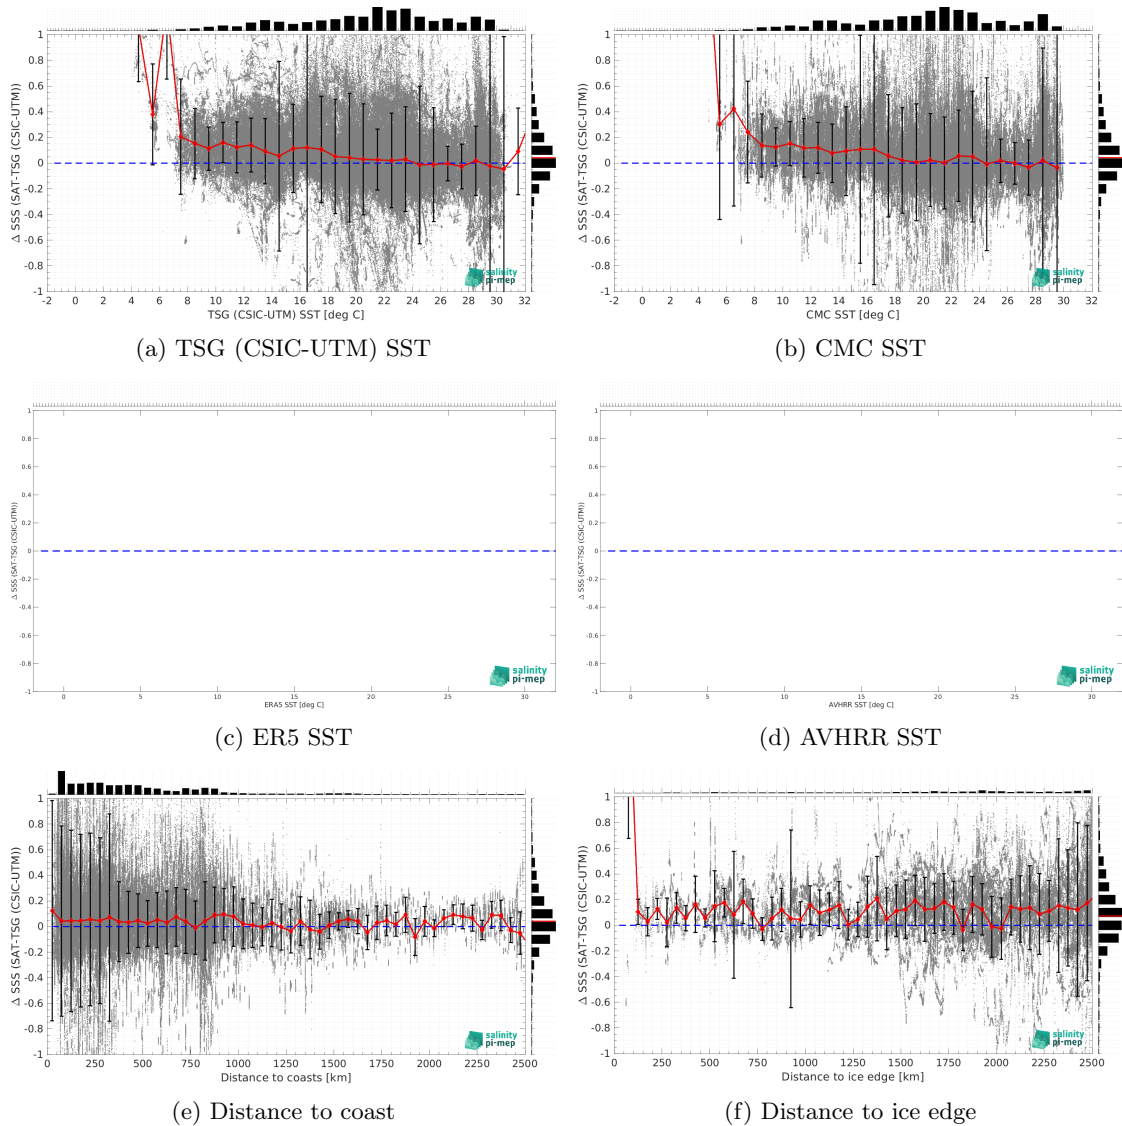 1
0.8
0.6
0.4
0.2
0
-0.2
-0.4
-0.6
-0.8
-1
Δ SSS (SAT-TSG (CSIC-UTM))
-2 0 2 4 6 8 10 12 14 16 18 20 22 24 26 28 30 32
TSG (CSIC-UTM) SST [deg C]
salinity
pi-mep
(a) TSG (CSIC-UTM) SST
1
0.8
0.6
0.4
0.2
0
-0.2
-0.4
-0.6
-0.8
-1
Δ SSS (SAT-TSG (CSIC-UTM))
-2 0 2 4 6 8 10 12 14 16 18 20 22 24 26 28 30 32
CMC SST [deg C]
salinity
pi-mep
(b) CMC SST
1
0.8
0.6
0.4
0.2
0
-0.2
-0.4
-0.6
-0.8
-1
Δ SSS (SAT-TSG (CSIC-UTM))
0 5 10 15 20 25 30
ERA5 SST [deg C]
salinity
pi-mep
(c) ER5 SST
1
0.8
0.6
0.4
0.2
0
-0.2
-0.4
-0.6
-0.8
-1
Δ SSS (SAT-TSG (CSIC-UTM))
0 5 10 15 20 25 30
AVHRR SST [deg C]
salinity
pi-mep
(d) AVHRR SST
1
0.8
0.6
0.4
0.2
0
-0.2
-0.4
-0.6
-0.8
-1
Δ SSS (SAT-TSG (CSIC-UTM))
0 250 500 750 1000 1250 1500 1750 2000 2250 2500
Distance to coasts [km]
salinity
pi-mep
(e) Distance to coast
1
0.8
0.6
0.4
0.2
0
-0.2
-0.4
-0.6
-0.8
-1
Δ SSS (SAT-TSG (CSIC-UTM))
0 250 500 750 1000 1250 1500 1750 2000 2250 2500
Distance to ice edge [km]
salinity
pi-mep
(f) Distance to ice edge